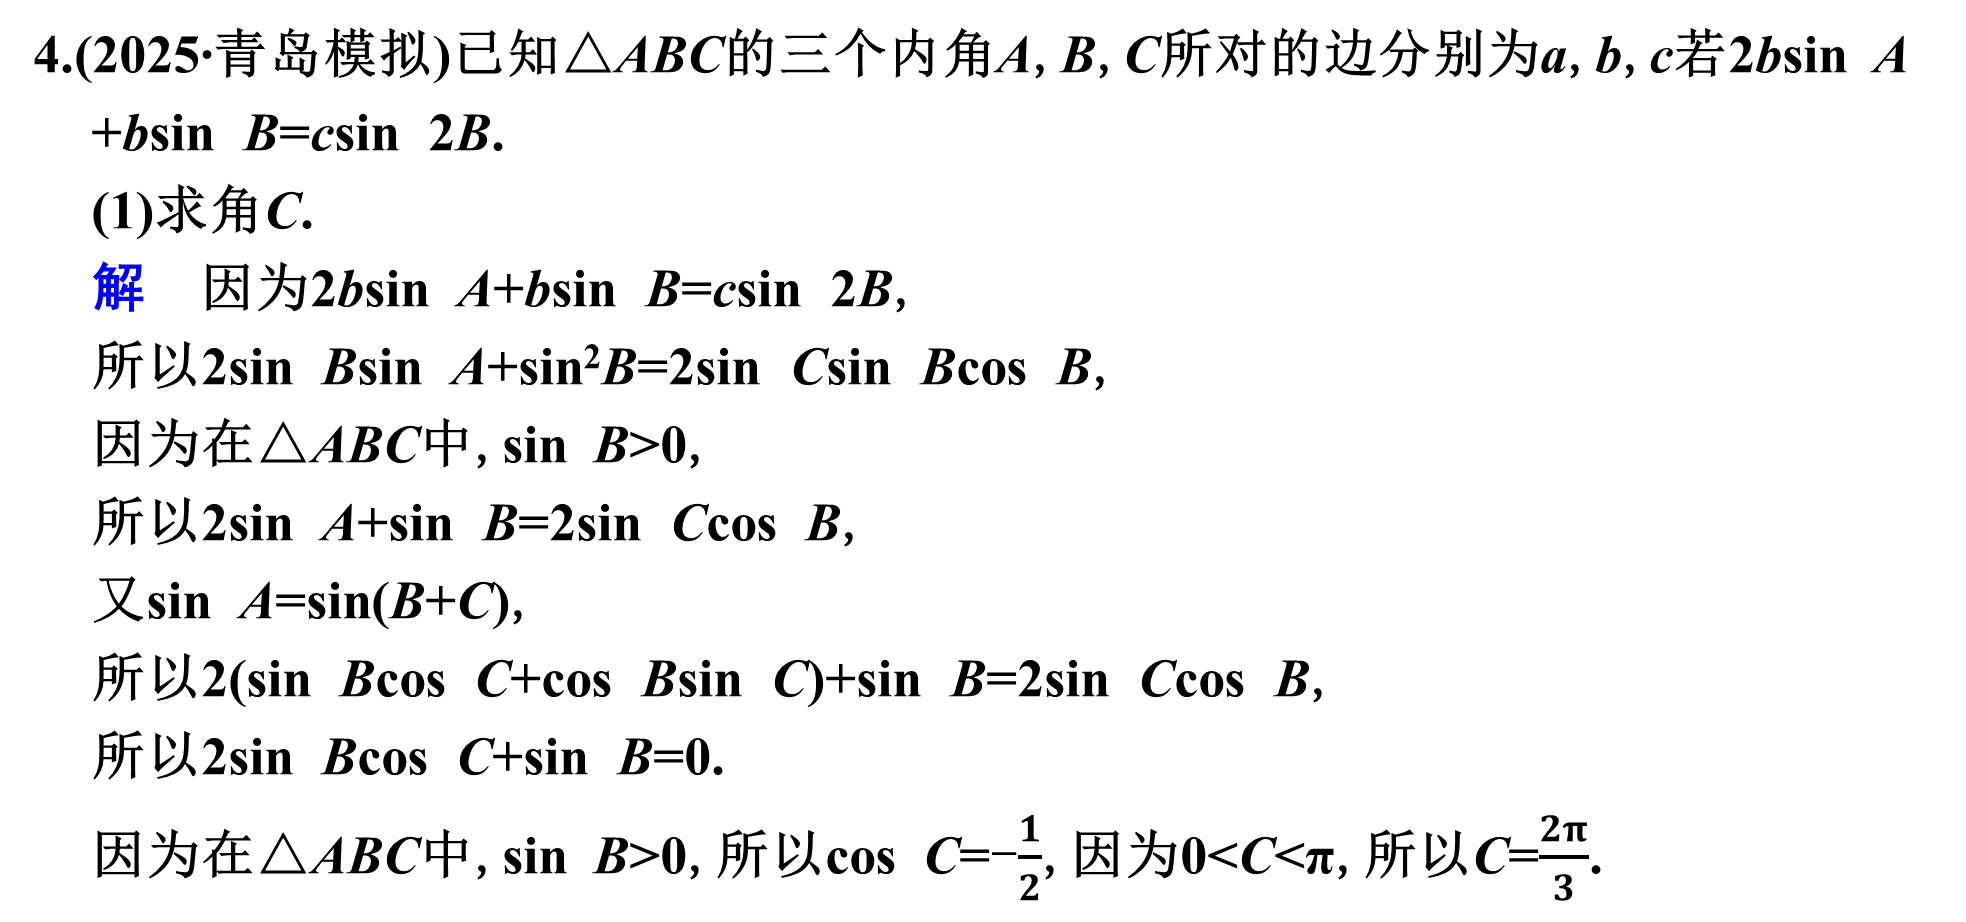 4.(2025·青岛模拟)已知△ABC的三个内角A, B, C所对的边分别为a, b, c若2bsin A
+bsin B=csin 2B.
(1)求角C.
解 因为2bsin A+bsin B=csin 2B,
所以2sin Bsin A+sin²B=2sin Csin Bcos B,
因为在△ABC中, sin B>0,
所以2sin A+sin B=2sin Ccos B,
又sin A=sin(B+C),
所以2(sin Bcos C+cos Bsin C)+sin B=2sin Ccos B,
所以2sin Bcos C+sin B=0.
因为在△ABC中, sin B>0, 所以cos C=-1/2, 因为0<C<π, 所以C=2π/3.